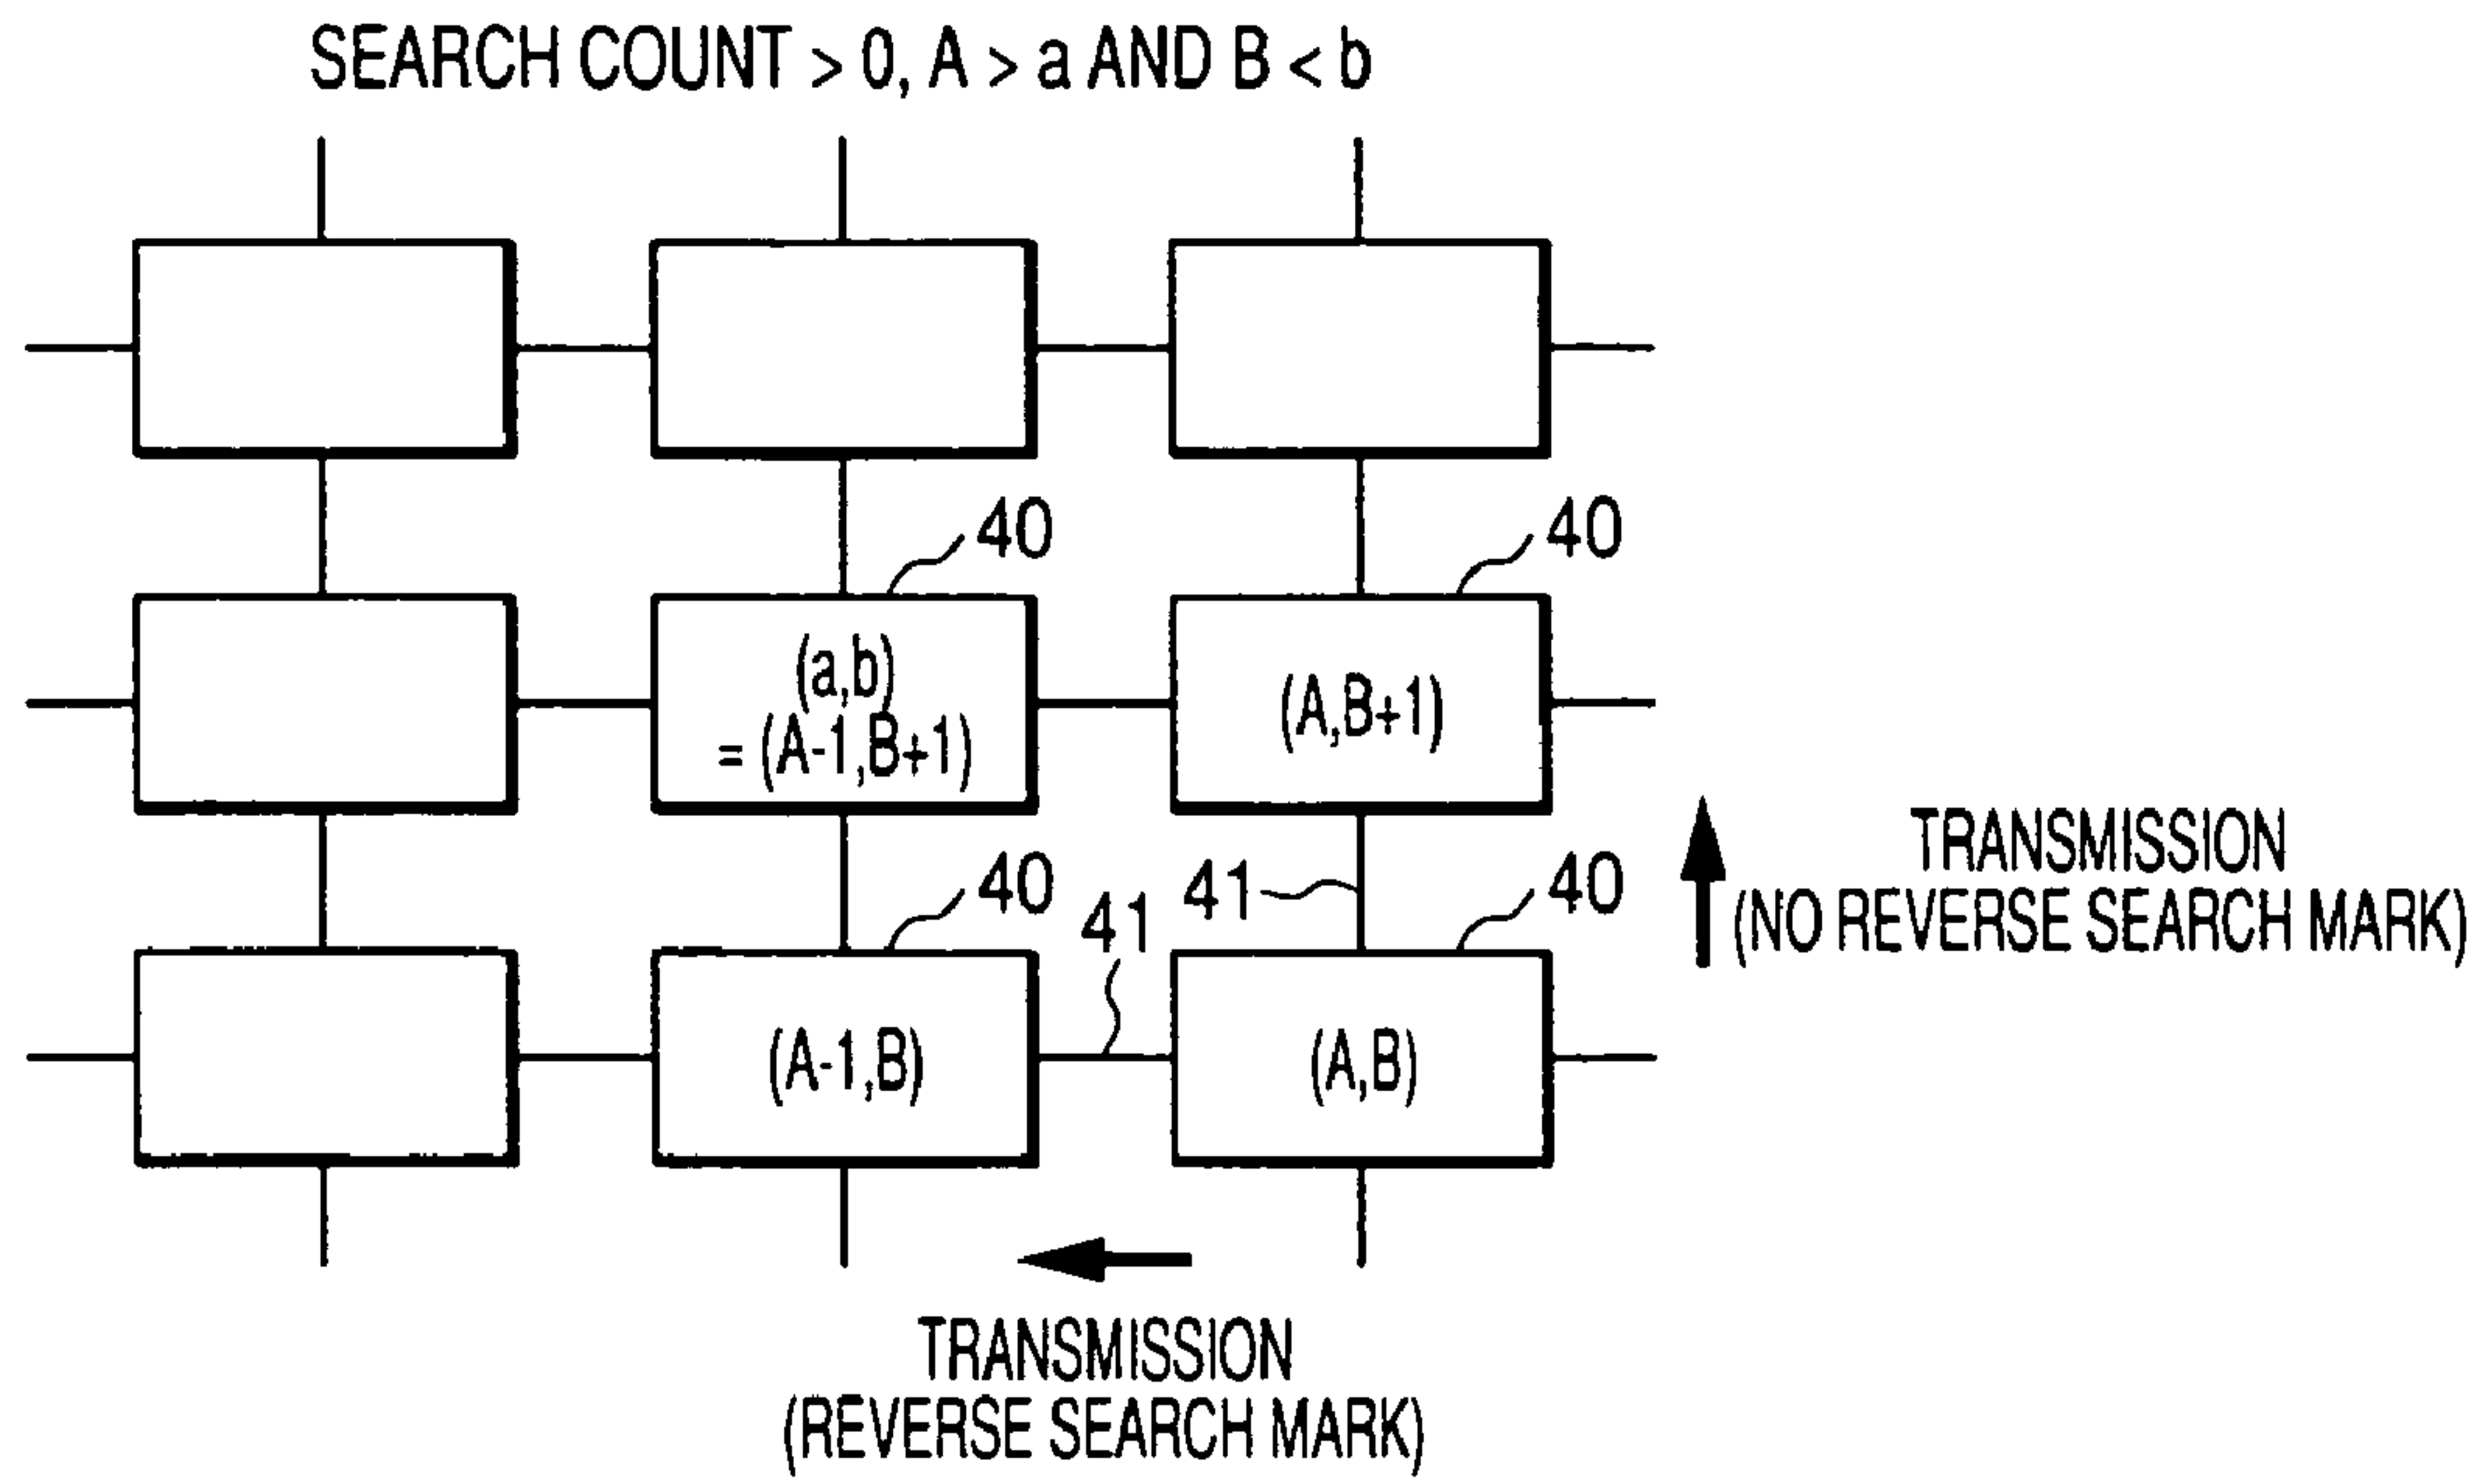 SEARCH COUNT > 0, A > a AND B < b
40
40
(a,b)
= (A-1,B+1)
(A,B+1)
TRANSMISSION
(NO REVERSE SEARCH MARK)
40
41
41
40
(A-1,B)
(A,B)
TRANSMISSION
(REVERSE SEARCH MARK)